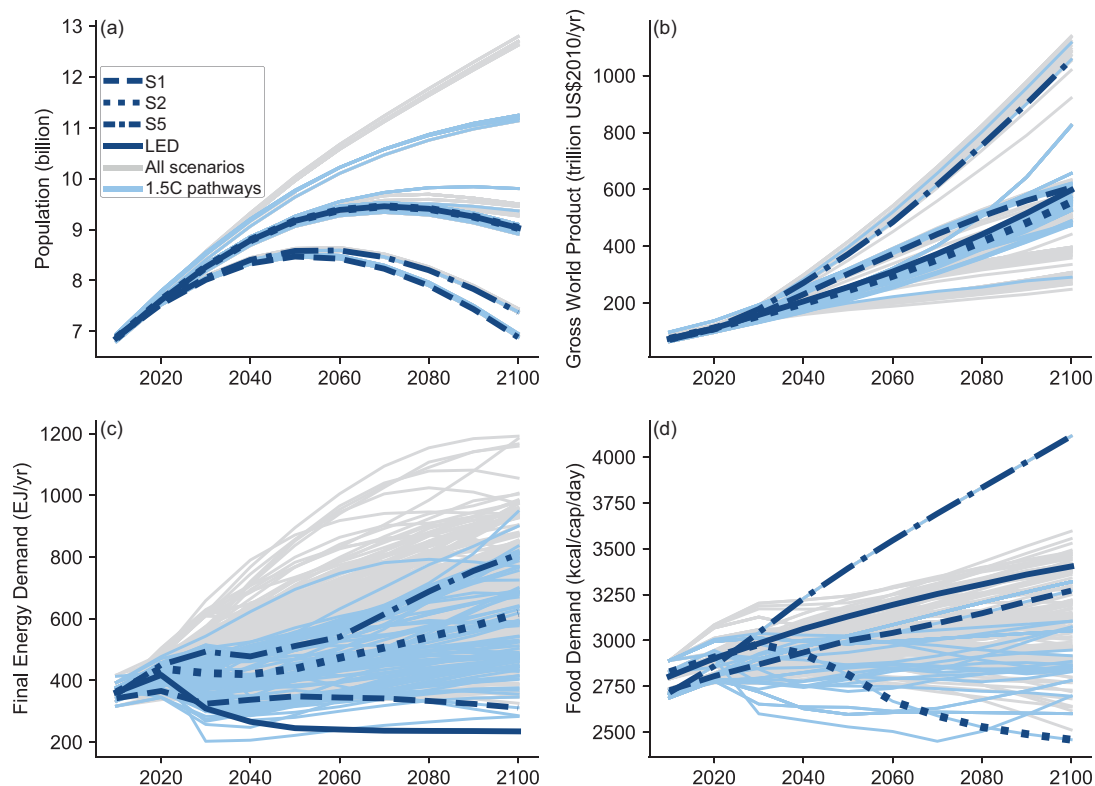 (a)
Population (billion)
13
12
11
10
9
8
7
S1
S2
S5
LED
All scenarios
1.5C pathways
2020 2040 2060 2080 2100
(b)
Gross World Product (trillion US$2010/yr)
1000
800
600
400
200
2020 2040 2060 2080 2100
(c)
Final Energy Demand (EJ/yr)
1200
1000
800
600
400
200
2020 2040 2060 2080 2100
(d)
Food Demand (kcal/cap/day)
4000
3750
3500
3250
3000
2750
2500
2020 2040 2060 2080 2100